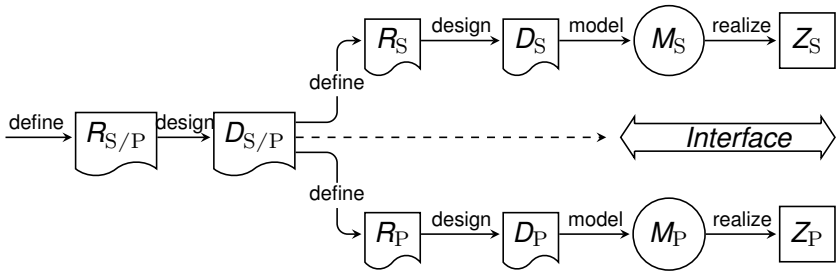 R_S design D_S model M_S realize Z_S
define
define R_S/P design D_S/P
Interface
define
R_P design D_P model M_P realize Z_P